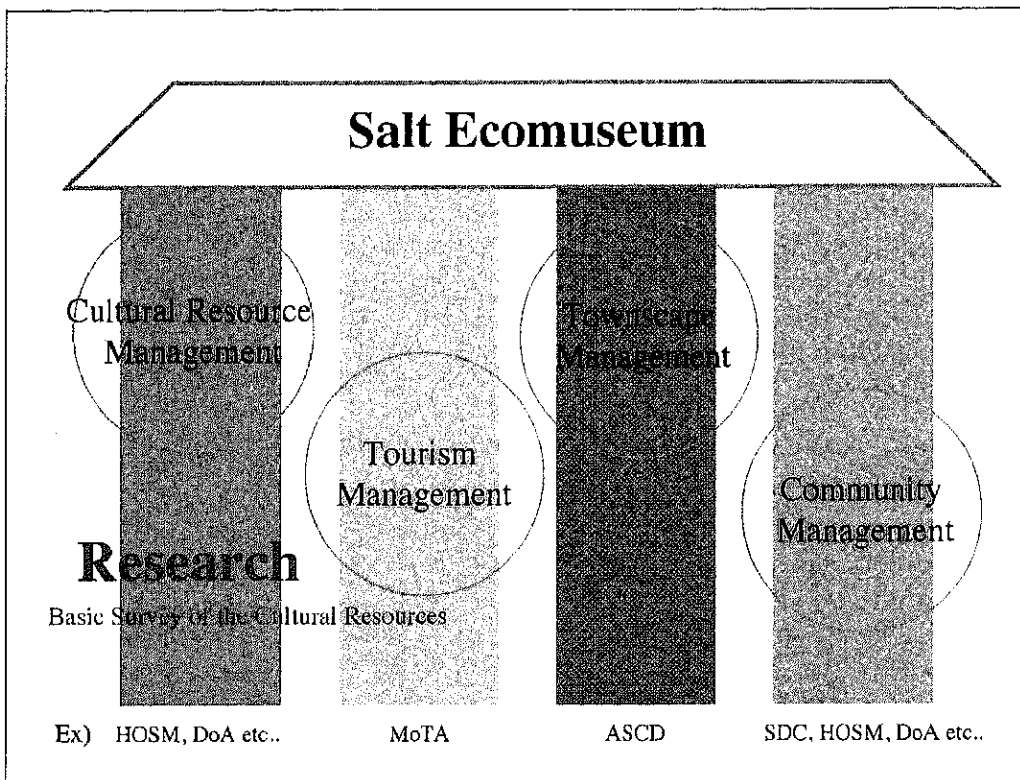 Salt Ecomuseum
Cultural Resource
Management
Townscape
Management
Tourism
Management
Community
Management
Research
Basic Survey of the Cultural Resources
Ex) HOSM, DoA etc.. MoTA ASCD SDC, HOSM, DoA etc..